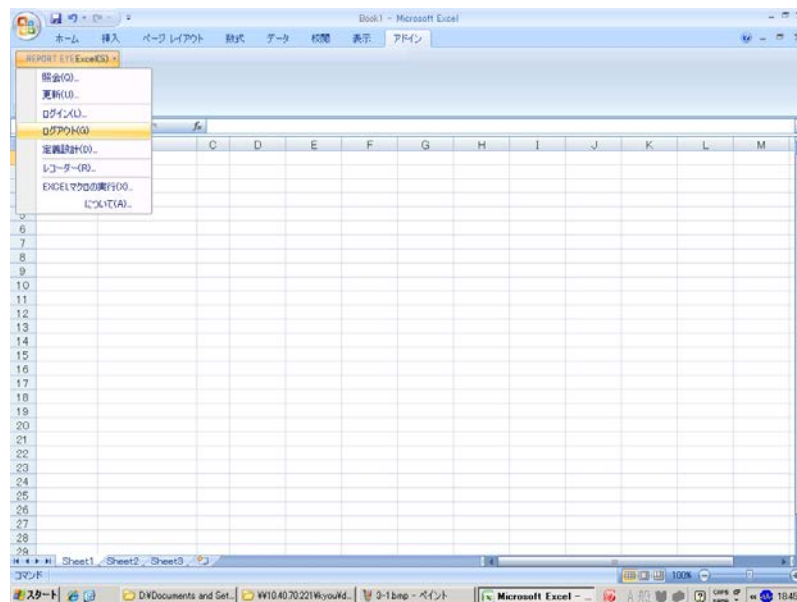 Book1 - Microsoft Excel
ホーム 挿入 ページ レイアウト 数式 データ 校閲 表示 アドイン
REPORT EYE Excel(S)
照会(Q)...
更新(U)...
ログイン(L)...
ログアウト(G)
定義設計(D)...
レコーダー(R)...
EXCELマクロの実行(X)...
について(A)...
fx
C D E F G H I J K L M
6
7
8
9
10
11
12
13
14
15
16
17
18
19
20
21
22
23
24
25
26
27
28
29
Sheet1 Sheet2 Sheet3
コマンド 100%
スタート D:¥Documents and Set... 3-1.bmp - ペイント Microsoft Excel - ... A 般 CAPS 18:45